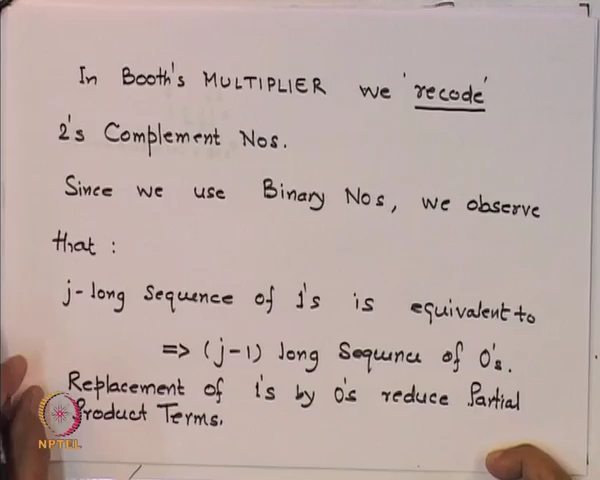 In Booth's MULTIPLIER we 'recode'
2's Complement Nos.
Since we use Binary Nos, we observe
that :
j-long Sequence of 1's is equivalent to
=> (j-1) long Sequence of 0's.
Replacement of 1's by 0's reduce Partial
Product Terms.
NPTEL